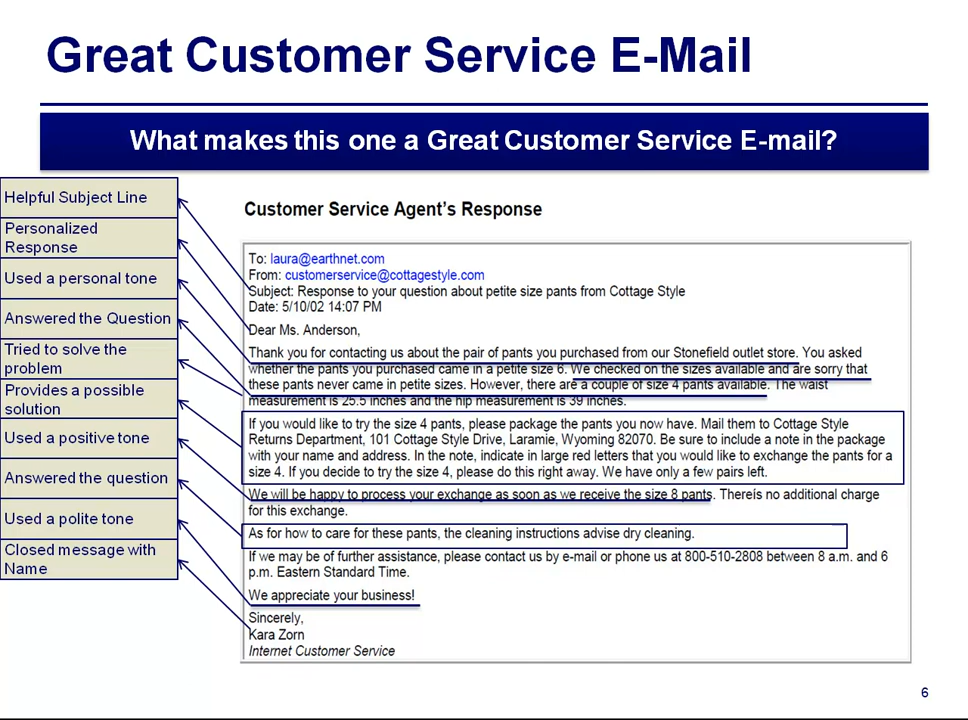 Great Customer Service E-Mail
What makes this one a Great Customer Service E-mail?
Helpful Subject Line
Personalized
Response
Used a personal tone
Answered the Question
Tried to solve the
problem
Provides a possible
solution
Used a positive tone
Answered the question
Used a polite tone
Closed message with
Name
Customer Service Agent's Response
To: laura@earthnet.com
From: customerservice@cottagestyle.com
Subject: Response to your question about petite size pants from Cottage Style
Date: 5/10/02 14:07 PM
Dear Ms. Anderson,
Thank you for contacting us about the pair of pants you purchased from our Stonefield outlet store. You asked
whether the pants you purchased came in a petite size 6. We checked on the sizes available and are sorry that
these pants never came in petite sizes. However, there are a couple of size 4 pants available. The waist
measurement is 25.5 inches and the hip measurement is 39 inches.
If you would like to try the size 4 pants, please package the pants you now have. Mail them to Cottage Style
Returns Department, 101 Cottage Style Drive, Laramie, Wyoming 82070. Be sure to include a note in the package
with your name and address. In the note, indicate in large red letters that you would like to exchange the pants for a
size 4. If you decide to try the size 4, please do this right away. We have only a few pairs left.
We will be happy to process your exchange as soon as we receive the size 8 pants. Thereís no additional charge
for this exchange.
As for how to care for these pants, the cleaning instructions advise dry cleaning.
If we may be of further assistance, please contact us by e-mail or phone us at 800-510-2808 between 8 a.m. and 6
p.m. Eastern Standard Time.
We appreciate your business!
Sincerely,
Kara Zorn
Internet Customer Service
6